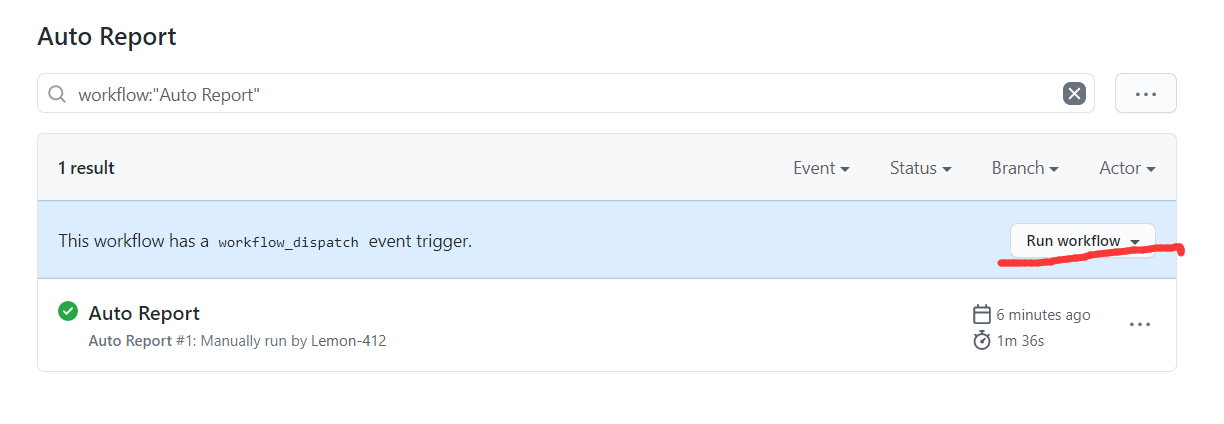 Auto Report
workflow:"Auto Report"
1 result Event Status Branch Actor
This workflow has a workflow_dispatch event trigger. Run workflow
Auto Report 6 minutes ago
Auto Report #1: Manually run by Lemon-412 1m 36s